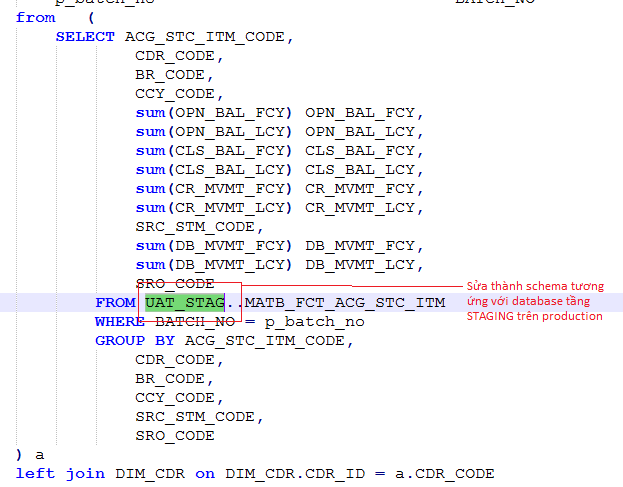 p_batch_no BATCH_NO
from (
SELECT ACG_STC_ITM_CODE,
CDR_CODE,
BR_CODE,
CCY_CODE,
sum(OPN_BAL_FCY) OPN_BAL_FCY,
sum(OPN_BAL_LCY) OPN_BAL_LCY,
sum(CLS_BAL_FCY) CLS_BAL_FCY,
sum(CLS_BAL_LCY) CLS_BAL_LCY,
sum(CR_MVMT_FCY) CR_MVMT_FCY,
sum(CR_MVMT_LCY) CR_MVMT_LCY,
SRC_STM_CODE,
sum(DB_MVMT_FCY) DB_MVMT_FCY,
sum(DB_MVMT_LCY) DB_MVMT_LCY,
SRO_CODE
FROM UAT_STAG..MATB_FCT_ACG_STC_ITM
WHERE BATCH_NO = p_batch_no
GROUP BY ACG_STC_ITM_CODE,
CDR_CODE,
BR_CODE,
CCY_CODE,
SRC_STM_CODE,
SRO_CODE
) a
left join DIM_CDR on DIM_CDR.CDR_ID = a.CDR_CODE
Sửa thành schema tương
ứng với database tầng
STAGING trên production